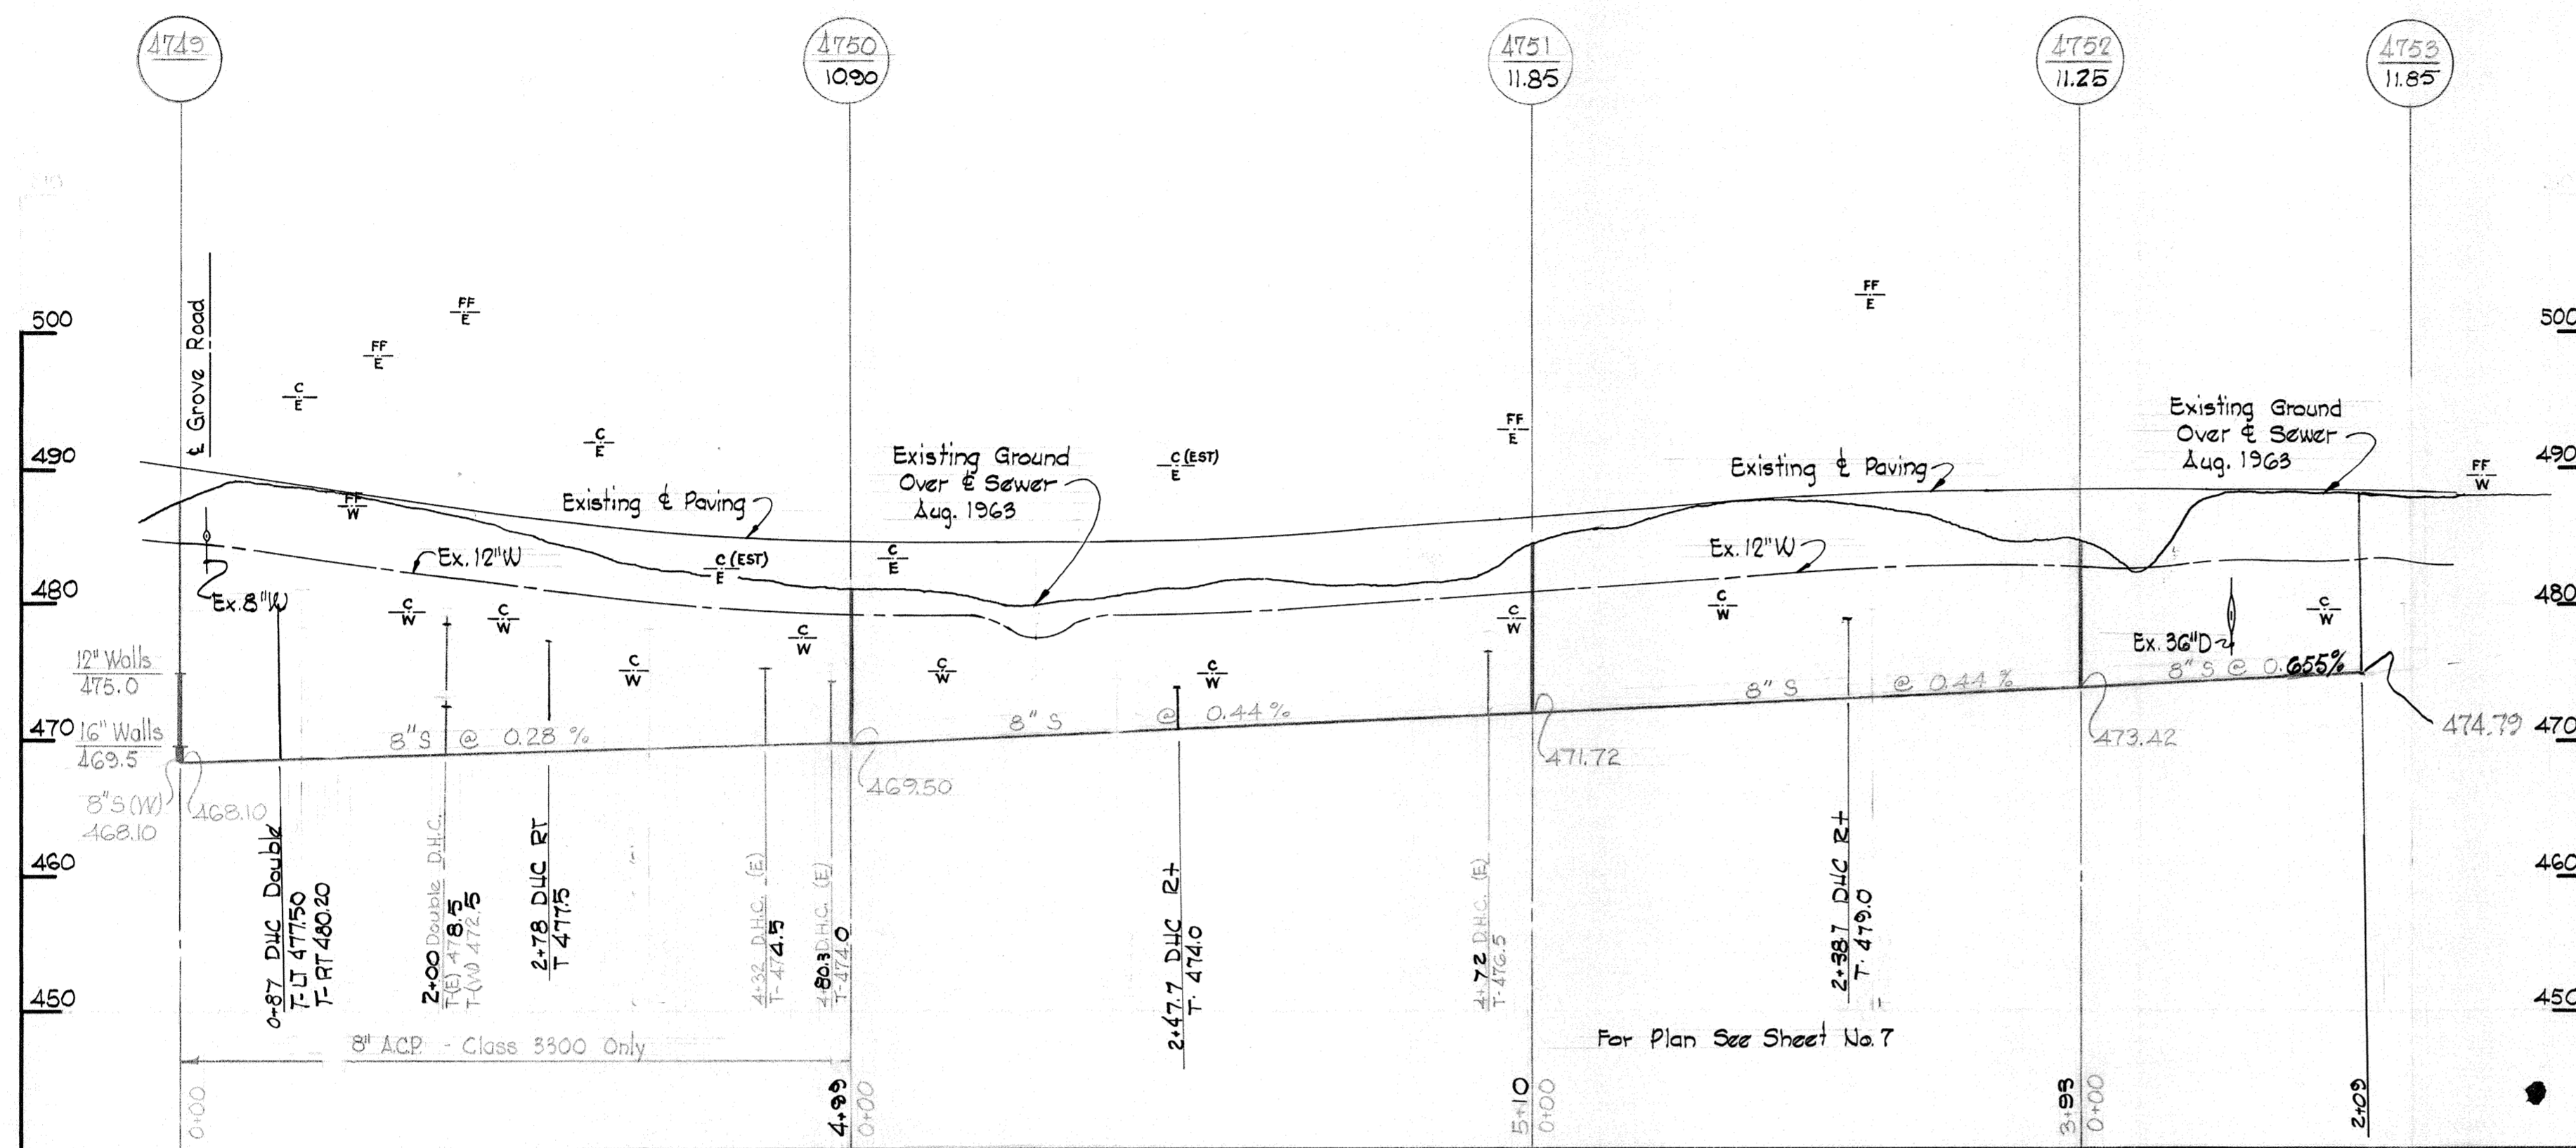 4749
4750
10.90
4751
11.85
4752
11.25
4753
11.85
500
490
480
470
460
450
500
490
480
470
460
450
℄ Grove Road
C
E
FF
E
FF
E
FF
W
C
E
Existing ℄ Paving
C (EST)
E
C
E
Existing Ground
Over ℄ Sewer
Aug. 1963
C (EST)
E
FF
E
FF
E
Existing ℄ Paving
Existing Ground
Over ℄ Sewer
Aug. 1963
FF
W
Ex. 12"W
Ex. 8"W
Ex. 12"W
Ex. 36"D
C
W
C
W
C
W
C
W
C
W
C
W
C
W
C
W
C
W
12" Walls
475.0
16" Walls
469.5
8"S (W)
468.10
468.10
8"S @ 0.28 %
469.50
8" S @ 0.44 %
471.72
8" S @ 0.44 %
473.42
8" S @ 0.655%
474.79
0+87 DHC Double
T-LT 477.50
T-RT 480.20
2+00 Double D.H.C.
T-(E) 478.5
T-(W) 472.5
2+78 DHC RT
T 477.5
4+32 D.H.C. (E)
T-474.5
4+80.3 D.H.C. (E)
T-474.0
2+47.7 DHC Rt
T. 474.0
4+72 D.H.C. (E)
T-476.5
2+38.7 DHC Rt
T. 479.0
8" A.C.P. - Class 3300 Only
For Plan See Sheet No. 7
0+00
4+99
0+00
5+10
0+00
3+93
0+00
2+09